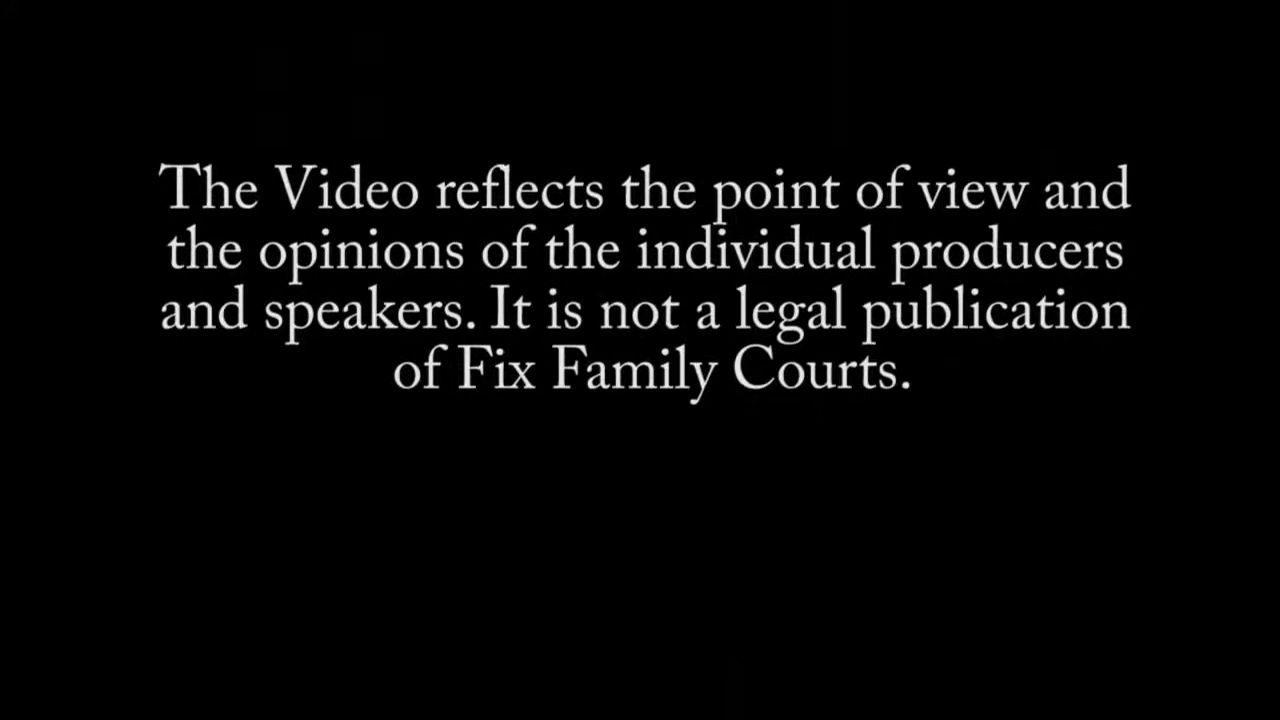 The Video reflects the point of view and
the opinions of the individual producers
and speakers. It is not a legal publication
of Fix Family Courts.